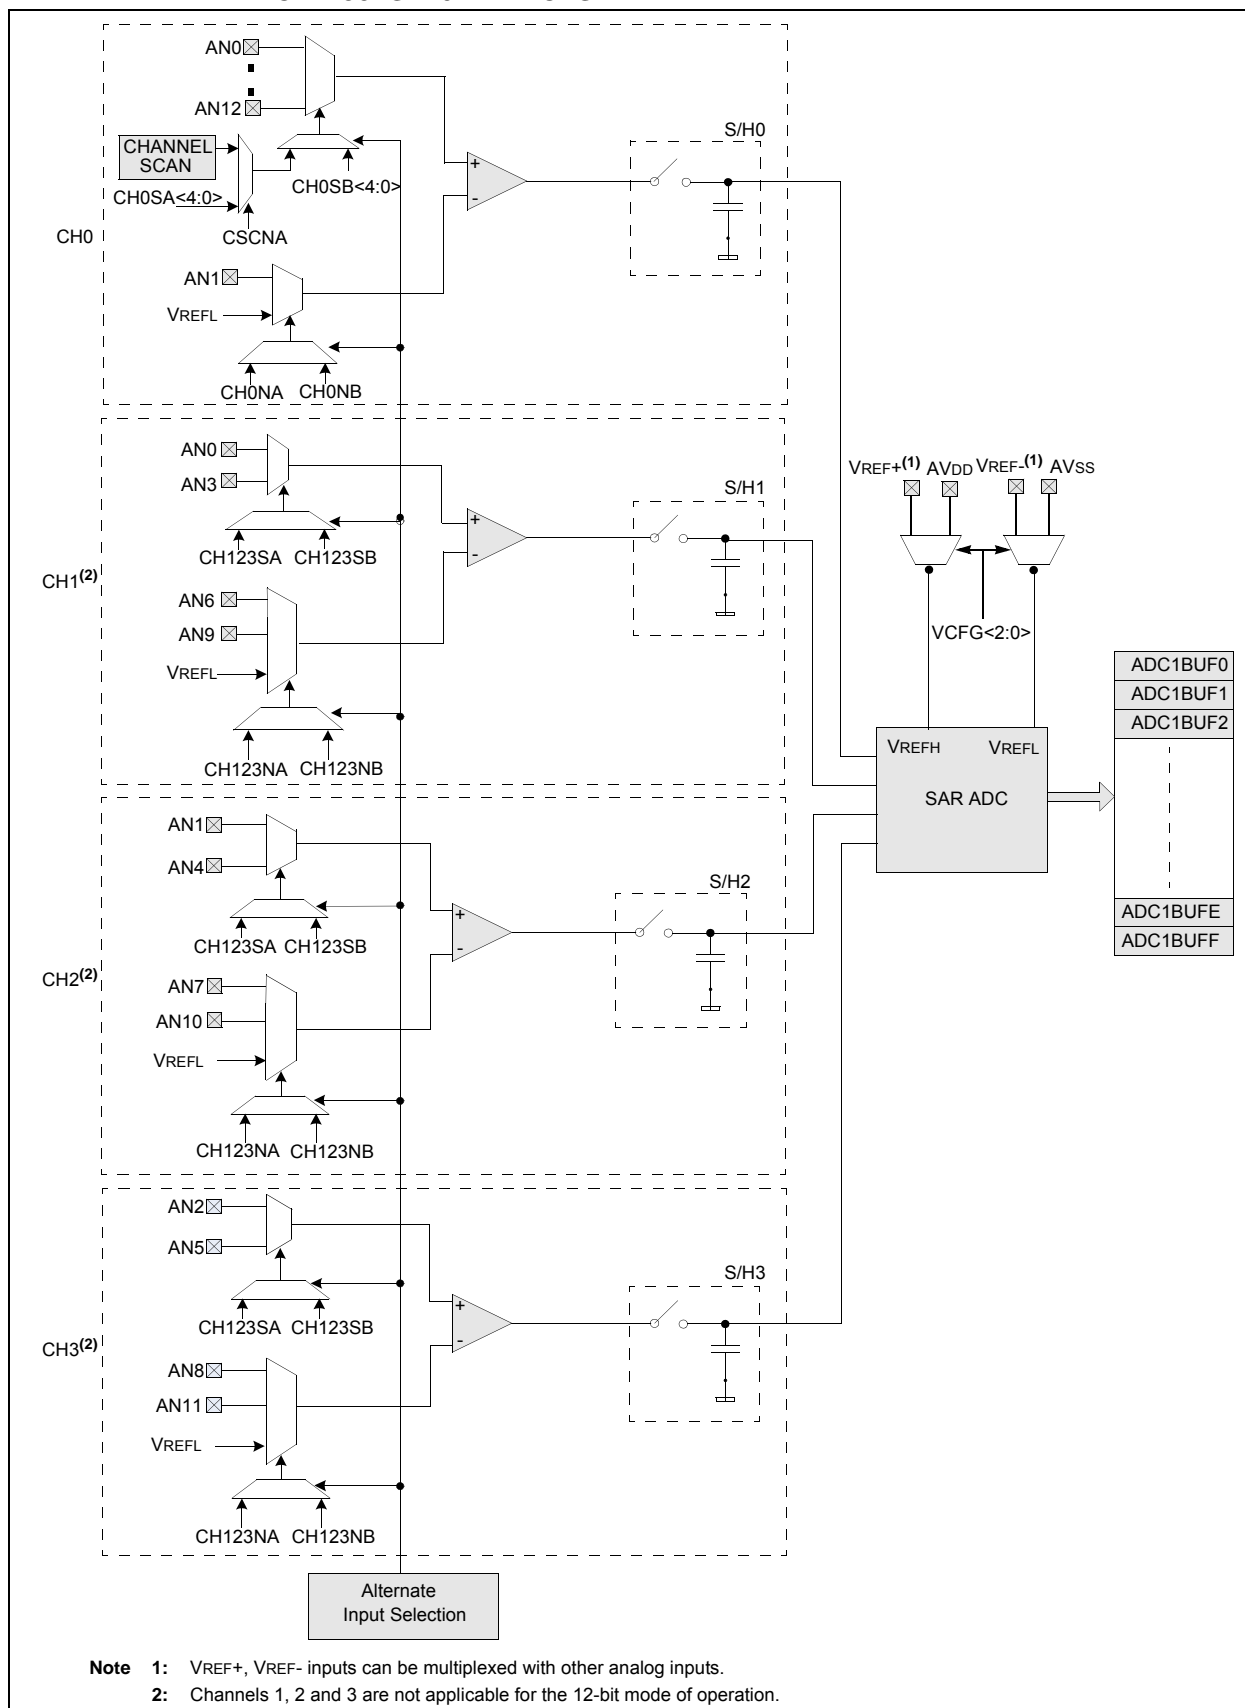 AN0
AN12
CHANNEL
SCAN
CH0SA<4:0>
CH0SB<4:0>
CSCNA
CH0
AN1
VREFL
CH0NA CH0NB
+
-
S/H0
AN0
AN3
CH123SA CH123SB
CH1(2)
AN6
AN9
VREFL
CH123NA CH123NB
+
-
S/H1
VREF+(1) AVDD VREF-(1) AVSS
VCFG<2:0>
VREFH VREFL
SAR ADC
ADC1BUF0
ADC1BUF1
ADC1BUF2
ADC1BUFE
ADC1BUFF
AN1
AN4
CH123SA CH123SB
CH2(2)
AN7
AN10
VREFL
CH123NA CH123NB
+
-
S/H2
AN2
AN5
CH123SA CH123SB
CH3(2)
AN8
AN11
VREFL
CH123NA CH123NB
+
-
S/H3
Alternate
Input Selection
Note 1: VREF+, VREF- inputs can be multiplexed with other analog inputs.
2: Channels 1, 2 and 3 are not applicable for the 12-bit mode of operation.